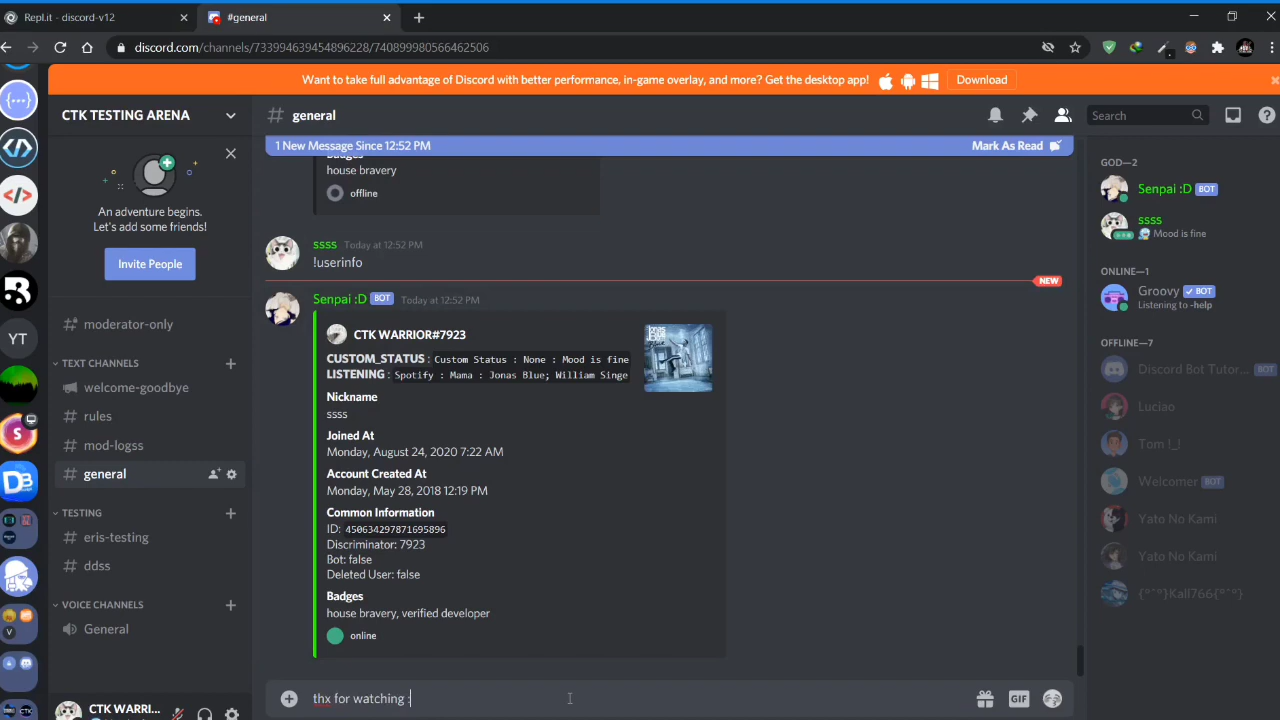 Repl.it - discord-v12
#general
discord.com/channels/733994639454896228/740899980566462506
Want to take full advantage of Discord with better performance, in-game overlay, and more? Get the desktop app!
Download
CTK TESTING ARENA
general
Search
An adventure begins.
Let's add some friends!
Invite People
moderator-only
TEXT CHANNELS
welcome-goodbye
rules
mod-logss
general
TESTING
eris-testing
ddss
VOICE CHANNELS
General
CTK WARRI...
YT
1 New Message Since 12:52 PM
Mark As Read
Badges
house bravery
offline
ssss Today at 12:52 PM
!userinfo
NEW
Senpai :D BOT Today at 12:52 PM
CTK WARRIOR#7923
CUSTOM_STATUS : Custom Status : None : Mood is fine
LISTENING : Spotify : Mama : Jonas Blue; William Singe
Nickname
ssss
Joined At
Monday, August 24, 2020 7:22 AM
Account Created At
Monday, May 28, 2018 12:19 PM
Common Information
ID: 450634297871695896
Discriminator: 7923
Bot: false
Deleted User: false
Badges
house bravery, verified developer
online
thx for watching :
GIF
GOD—2
Senpai :D BOT
ssss
Mood is fine
ONLINE—1
Groovy BOT
Listening to -help
OFFLINE—7
Discord Bot Tutor... BOT
Luciao
Tom !_!
Welcomer BOT
Yato No Kami
Yato No Kami
{°^°}Kall766{°^°}